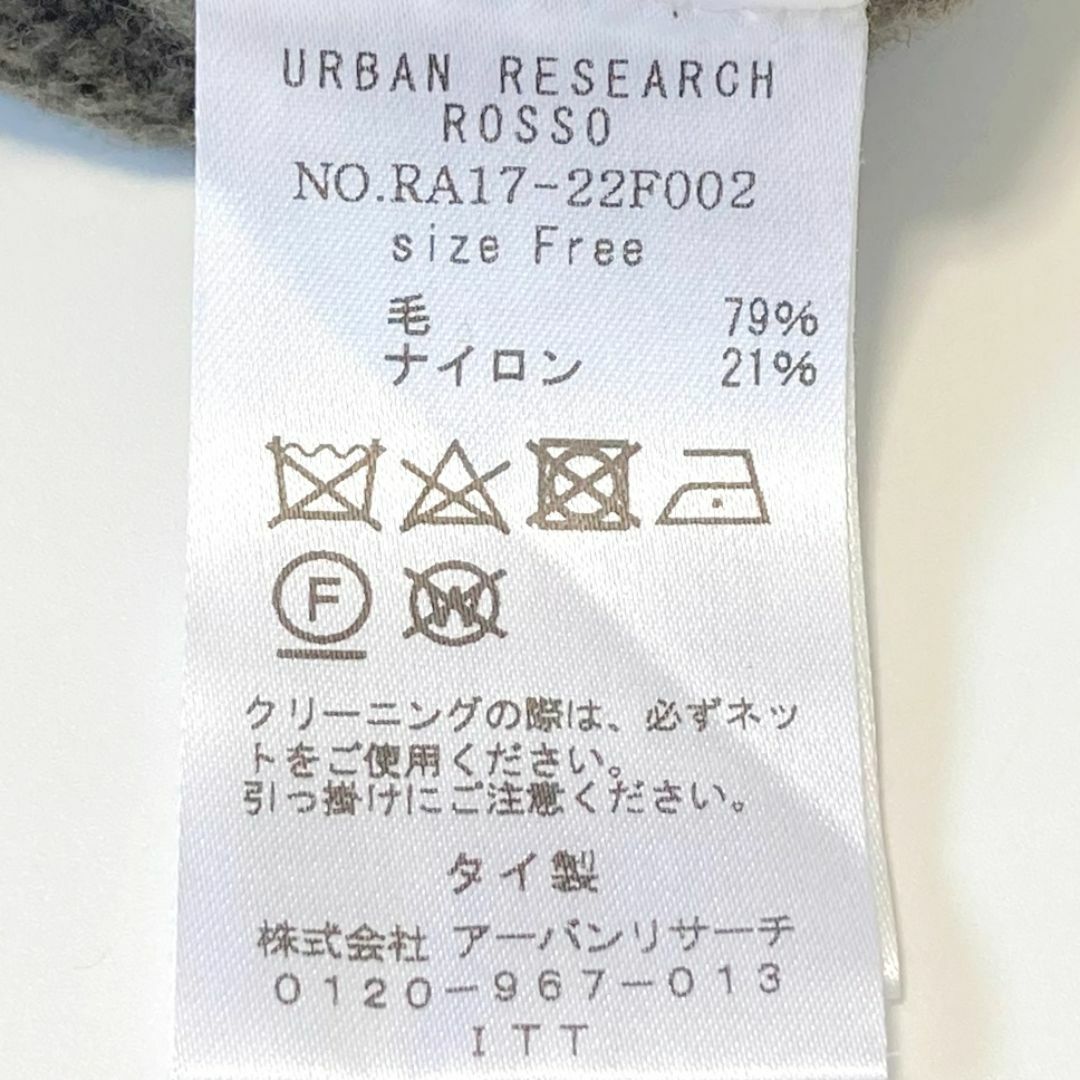 URBAN RESEARCH
ROSSO
NO.RA17-22F002
size Free
毛 79%
ナイロン 21%
F W
クリーニングの際は、必ずネッ
トをご使用ください。
引っ掛けにご注意ください。
タイ製
株式会社 アーバンリサーチ
0120-967-013
ITT